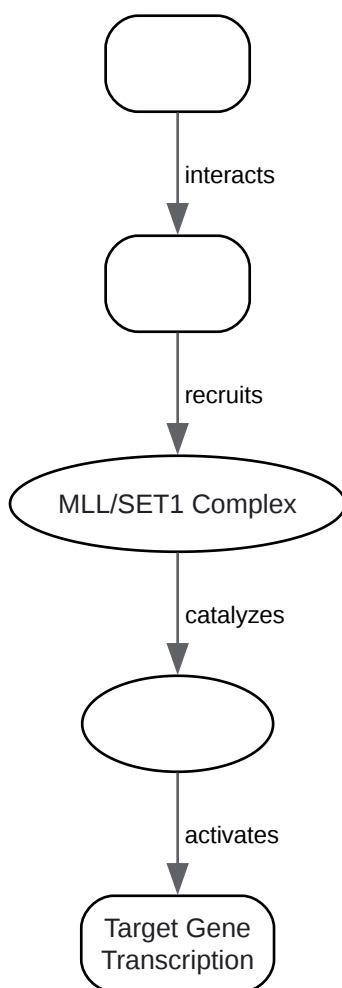 interacts
recruits
MLL/SET1 Complex
catalyzes
activates
Target Gene
Transcription